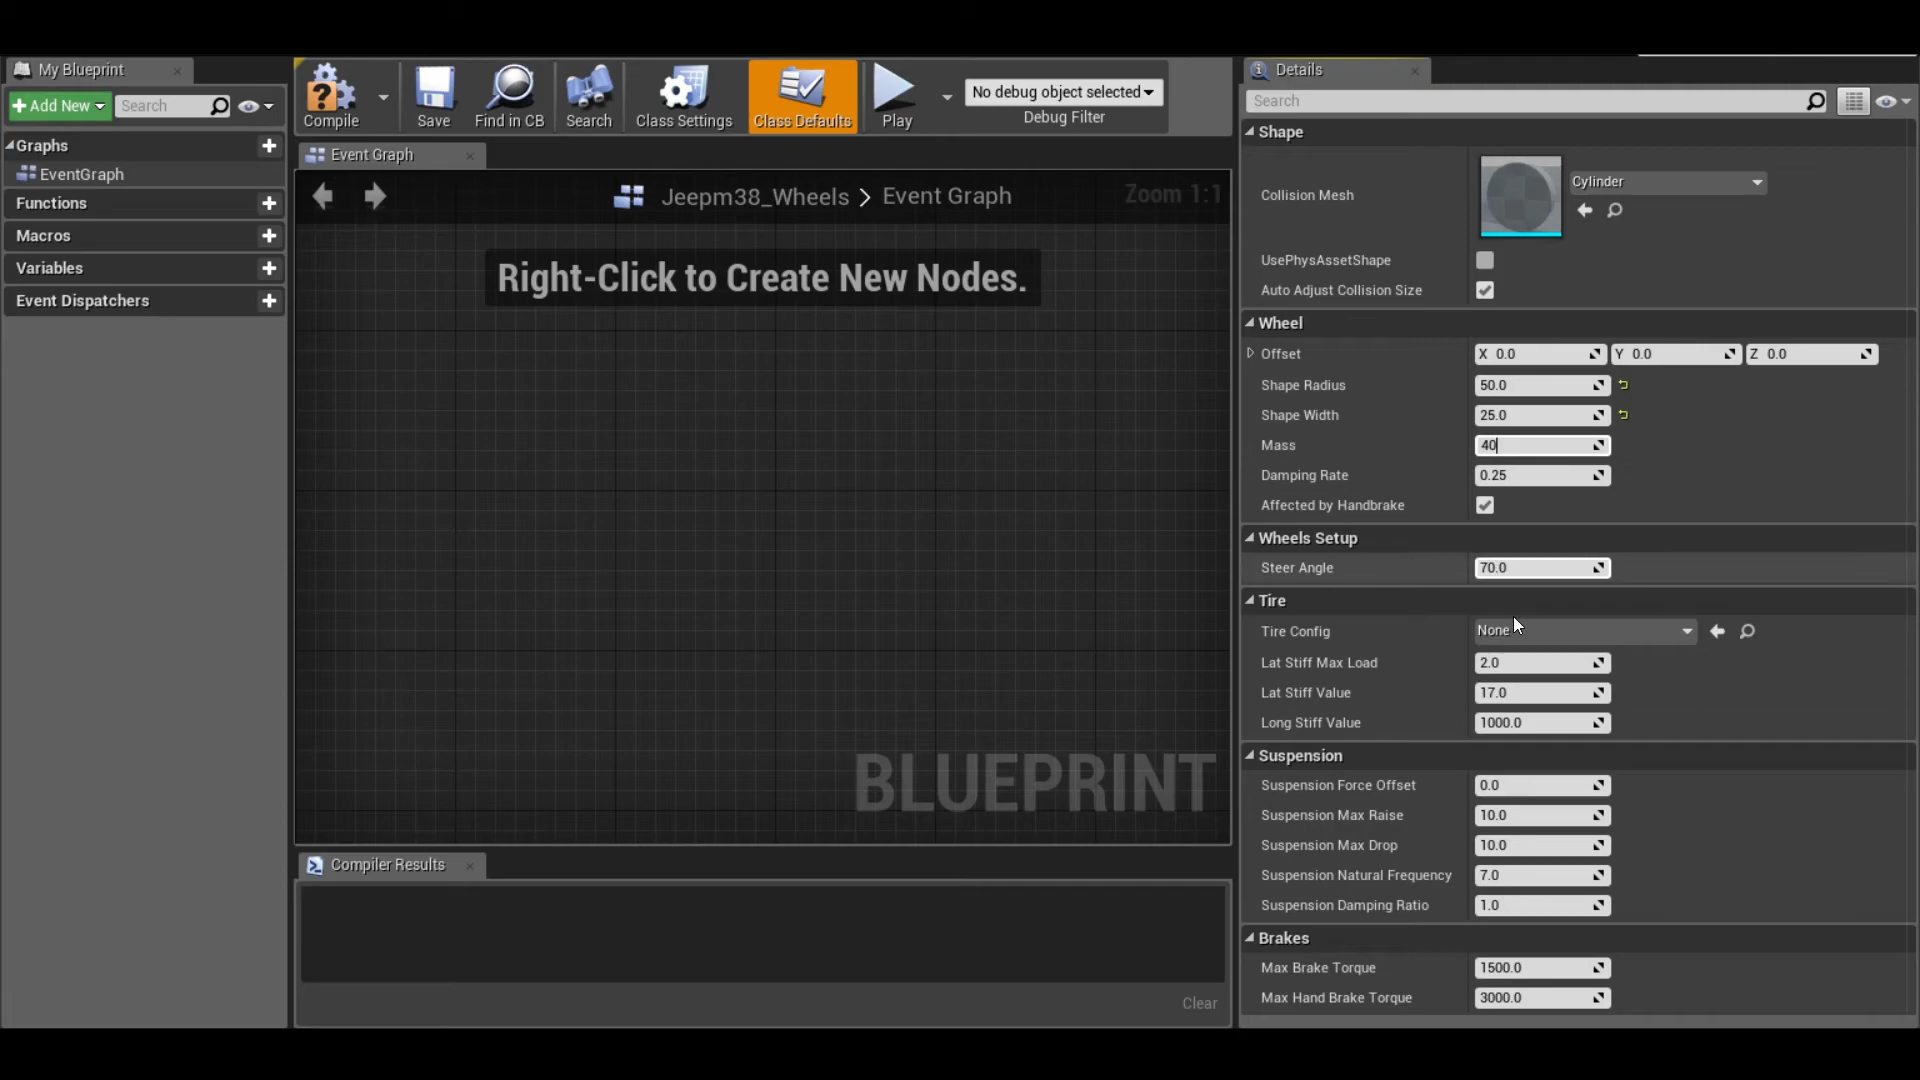 My Blueprint
Add New
Search
Graphs
EventGraph
Functions
Macros
Variables
Event Dispatchers
Compile
Save
Find in CB
Search
Class Settings
Class Defaults
Play
No debug object selected
Debug Filter
Event Graph
Jeepm38_Wheels > Event Graph
Zoom 1:1
Right-Click to Create New Nodes.
BLUEPRINT
Compiler Results
Clear
Details
Search
Shape
Collision Mesh
Cylinder
UsePhysAssetShape
Auto Adjust Collision Size
Wheel
Offset X 0.0 Y 0.0 Z 0.0
Shape Radius 50.0
Shape Width 25.0
Mass 40
Damping Rate 0.25
Affected by Handbrake
Wheels Setup
Steer Angle 70.0
Tire
Tire Config None
Lat Stiff Max Load 2.0
Lat Stiff Value 17.0
Long Stiff Value 1000.0
Suspension
Suspension Force Offset 0.0
Suspension Max Raise 10.0
Suspension Max Drop 10.0
Suspension Natural Frequency 7.0
Suspension Damping Ratio 1.0
Brakes
Max Brake Torque 1500.0
Max Hand Brake Torque 3000.0